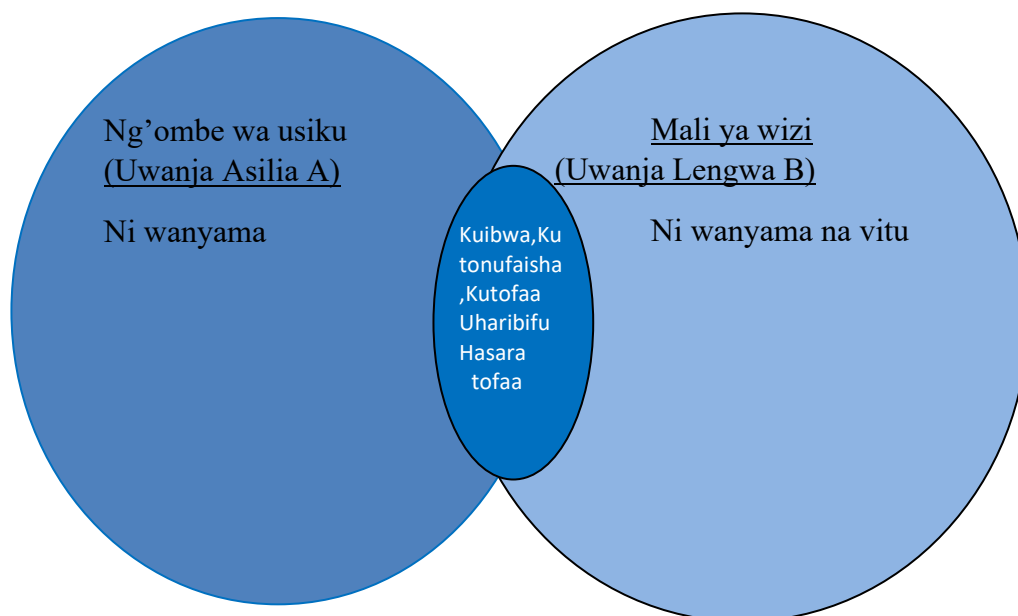 Ng’ombe wa usiku
(Uwanja Asilia A)
Ni wanyama
Kuibwa,Ku
tonufaisha
,Kutofaa
Uharibifu
Hasara
tofaa
Mali ya wizi
(Uwanja Lengwa B)
Ni wanyama na vitu